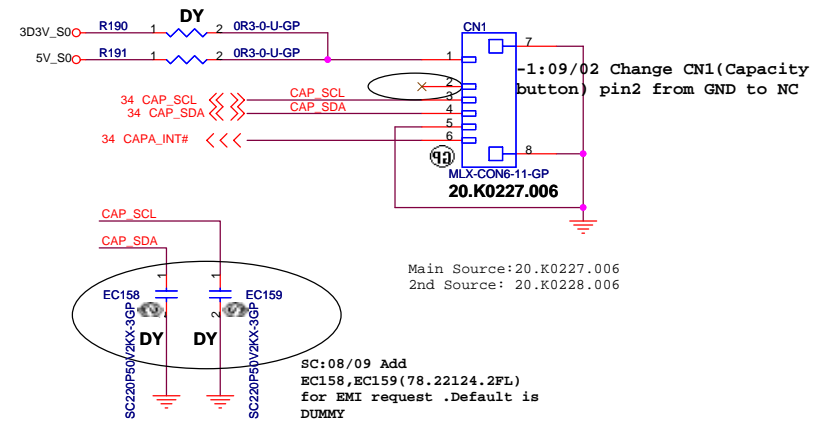 DY
3D3V_S0 R190 1 2 0R3-0-U-GP
5V_S0 R191 1 2 0R3-0-U-GP
CN1
7
1
-1:09/02 Change CN1(Capacity
button) pin2 from GND to NC
2
34 CAP_SCL CAP_SCL 3
34 CAP_SDA CAP_SDA 4
5
34 CAPA_INT# 6
8
GP
MLX-CON6-11-GP
20.K0227.006
CAP_SCL
CAP_SDA
Main Source:20.K0227.006
2nd Source: 20.K0228.006
1 1
EC158 EC159
2 2
DY DY
SC220P50V2KX-3GP
SC220P50V2KX-3GP
SC:08/09 Add
EC158,EC159(78.22124.2FL)
for EMI request .Default is
DUMMY